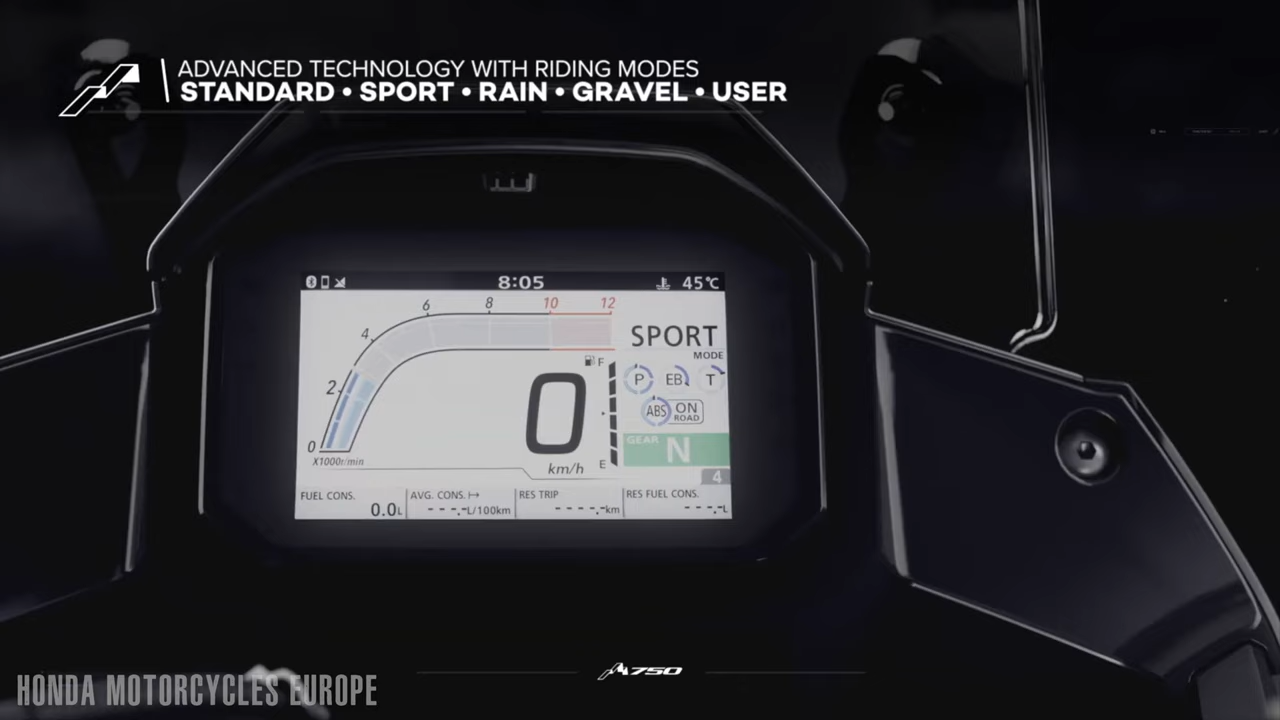 ADVANCED TECHNOLOGY WITH RIDING MODES
STANDARD • SPORT • RAIN • GRAVEL • USER
8:05
45℃
0
2
4
6
8
10
12
X1000r/min
SPORT
MODE
P
EB
T
ABS
ON
ROAD
F
E
0
km/h
GEAR
N
4
FUEL CONS.
0.0L
AVG. CONS. ↦
---.-L/100km
RES TRIP
----.-km
RES FUEL CONS.
---.-L
750
HONDA MOTORCYCLES EUROPE